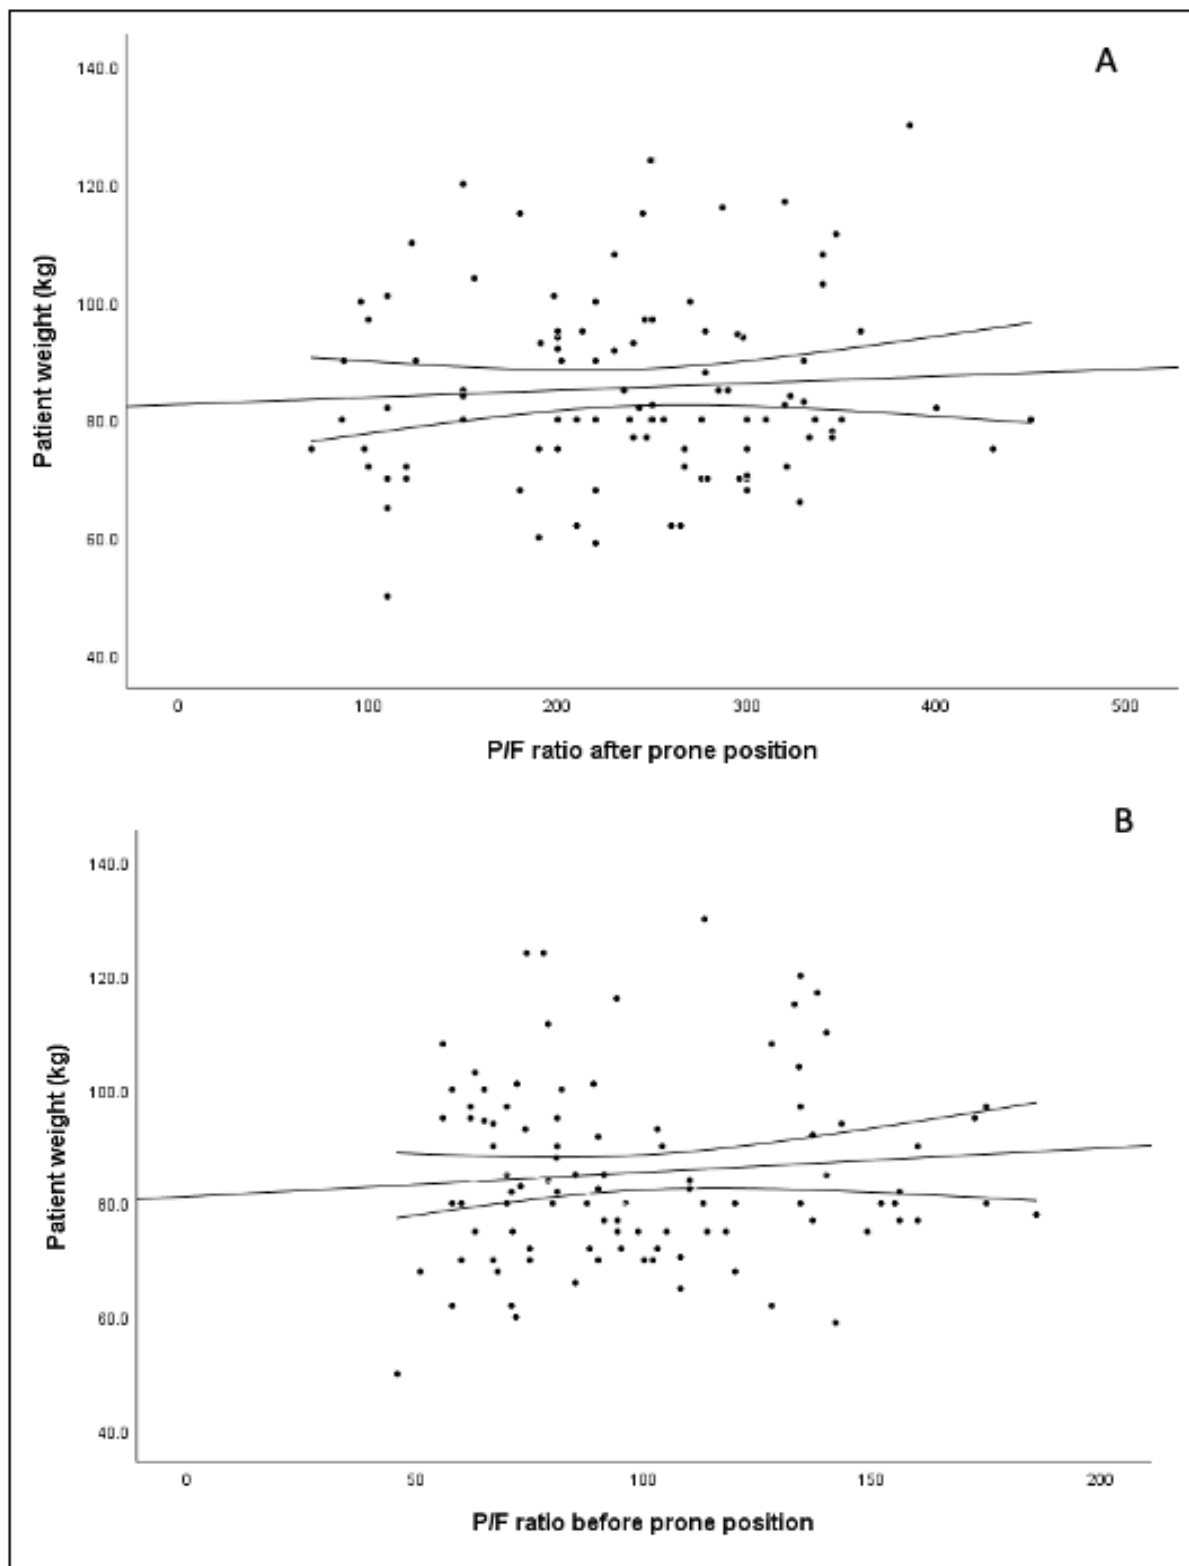 A
140.0
120.0
100.0
80.0
60.0
40.0
Patient weight (kg)
0 100 200 300 400 500
P/F ratio after prone position
B
140.0
120.0
100.0
80.0
60.0
40.0
Patient weight (kg)
0 50 100 150 200
P/F ratio before prone position